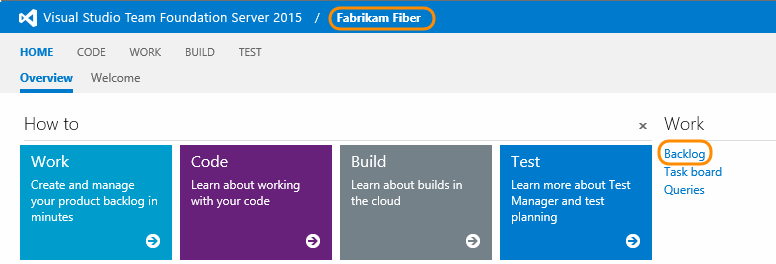 Visual Studio Team Foundation Server 2015 / Fabrikam Fiber
HOME CODE WORK BUILD TEST
Overview Welcome
How to
Work
Create and manage
your product backlog in
minutes
Code
Learn about working
with your code
Build
Learn about builds in
the cloud
Test
Learn more about Test
Manager and test
planning
Work
Backlog
Task board
Queries